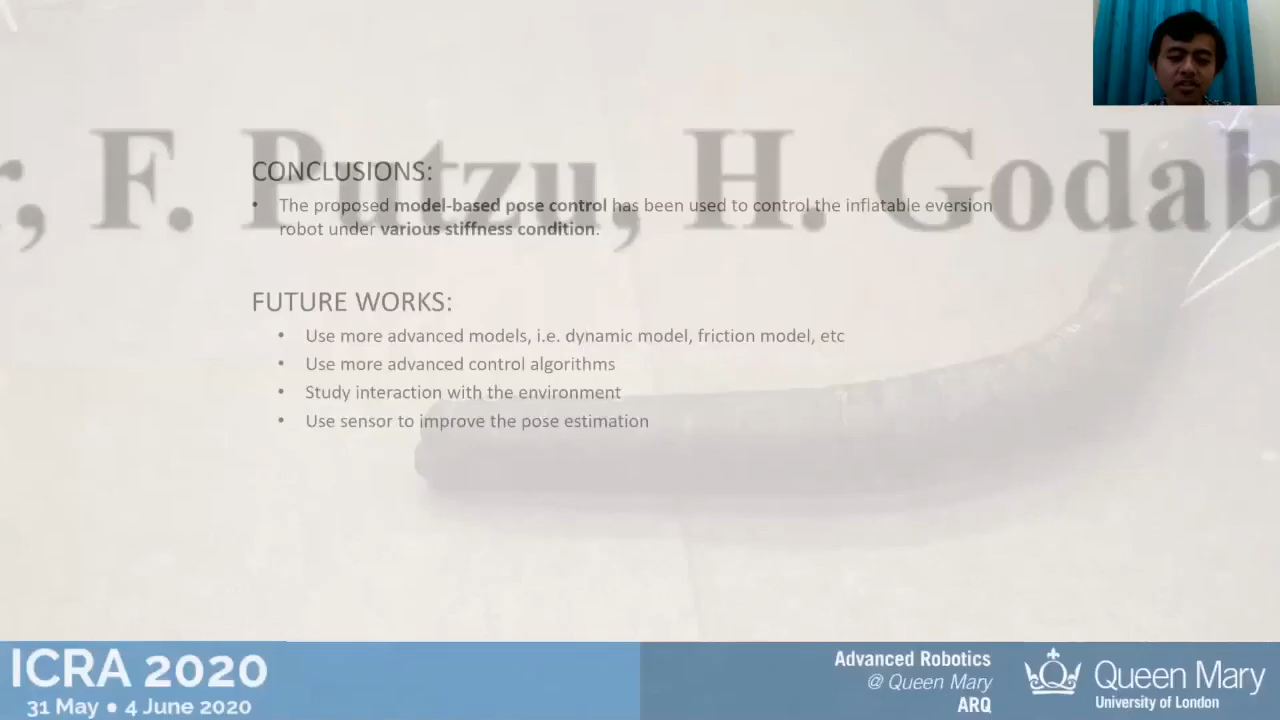 , F. Putzu, H. Godab
CONCLUSIONS:
• The proposed model-based pose control has been used to control the inflatable eversion
robot under various stiffness condition.
FUTURE WORKS:
• Use more advanced models, i.e. dynamic model, friction model, etc
• Use more advanced control algorithms
• Study interaction with the environment
• Use sensor to improve the pose estimation
ICRA 2020
31 May ● 4 June 2020
Advanced Robotics
@ Queen Mary
ARQ
Queen Mary
University of London